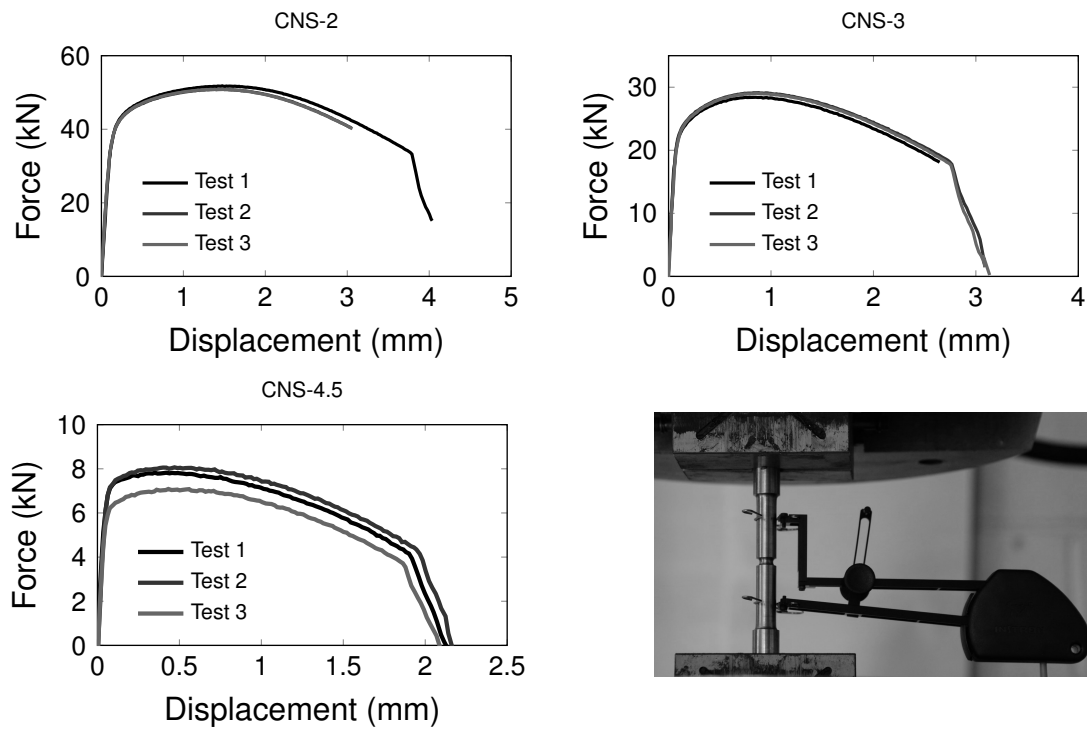 CNS-2
60
40
20
0
Force (kN)
Test 1
Test 2
Test 3
0 1 2 3 4 5
Displacement (mm)
CNS-3
30
20
10
0
Force (kN)
Test 1
Test 2
Test 3
0 1 2 3 4
Displacement (mm)
CNS-4.5
10
8
6
4
2
0
Force (kN)
Test 1
Test 2
Test 3
0 0.5 1 1.5 2 2.5
Displacement (mm)